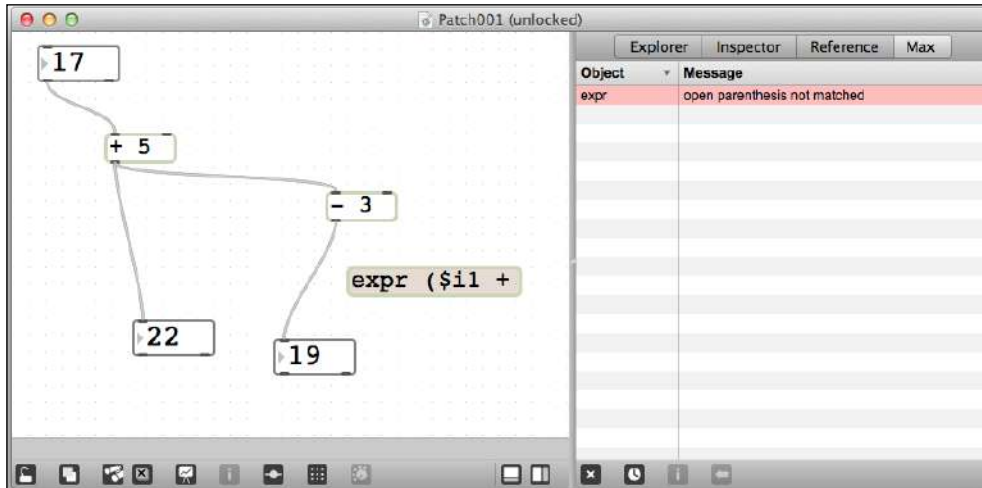 Patch001 (unlocked)
Explorer Inspector Reference Max
Object Message
expr open parenthesis not matched
17
+ 5
- 3
expr ($i1 +
22
19